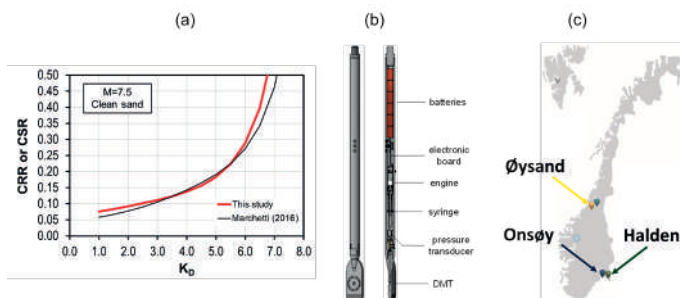 (a)
(b)
(c)
CRR or CSR
0.50
0.45
0.40
0.35
0.30
0.25
0.20
0.15
0.10
0.05
0.00
M=7.5
Clean sand
This study
Marchetti (2016)
0.0 1.0 2.0 3.0 4.0 5.0 6.0 7.0 8.0
K_D
batteries
electronic
board
engine
syringe
pressure
transducer
DMT
Øysand
Onsøy
Halden